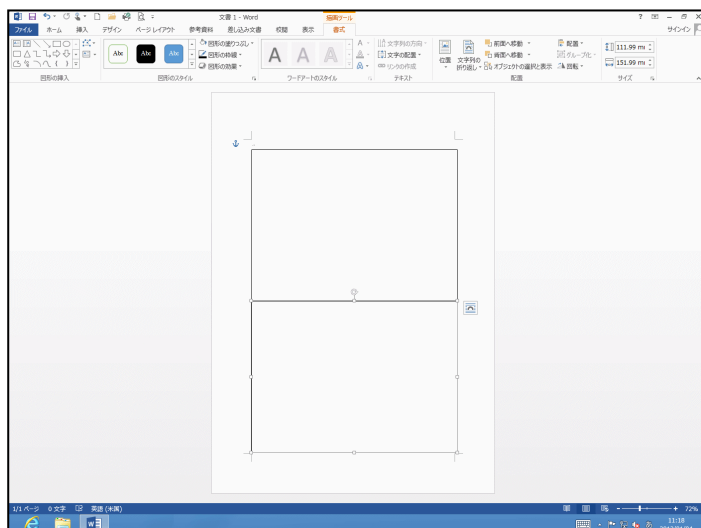 文書 1 - Word
描画ツール
ファイル ホーム 挿入 デザイン ページ レイアウト 参考資料 差し込み文書 校閲 表示 書式 サインイン
Abc Abc Abc
図形の塗りつぶし
図形の枠線
図形の効果
A A A
文字列の方向
文字の配置
リンクの作成
位置
文字列の折り返し
前面へ移動
背面へ移動
オブジェクトの選択と表示
配置
グループ化
回転
111.99 mm
151.99 mm
図形の挿入 図形のスタイル ワードアートのスタイル テキスト 配置 サイズ
1/1 ページ 0 文字 英語 (米国) 72%
11:18